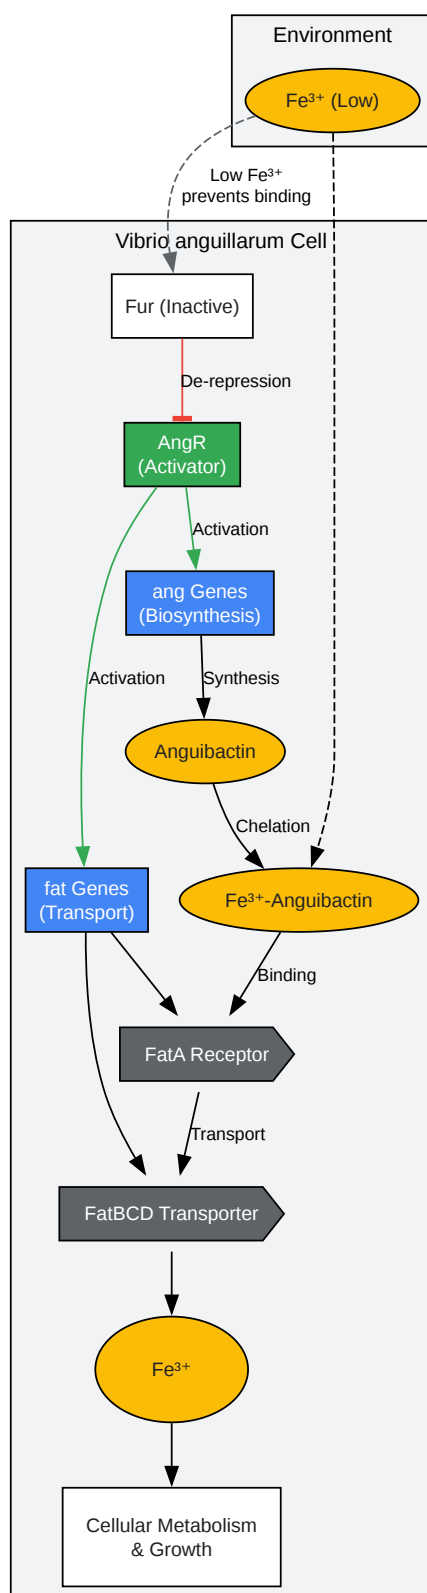 Environment
Fe³⁺ (Low)
Low Fe³⁺
prevents binding
Vibrio anguillarum Cell
Fur (Inactive)
De-repression
AngR
(Activator)
Activation
ang Genes
(Biosynthesis)
Activation
Synthesis
Anguibactin
Chelation
fat Genes
(Transport)
Fe³⁺-Anguibactin
Binding
FatA Receptor
Transport
FatBCD Transporter
Fe³⁺
Cellular Metabolism
& Growth